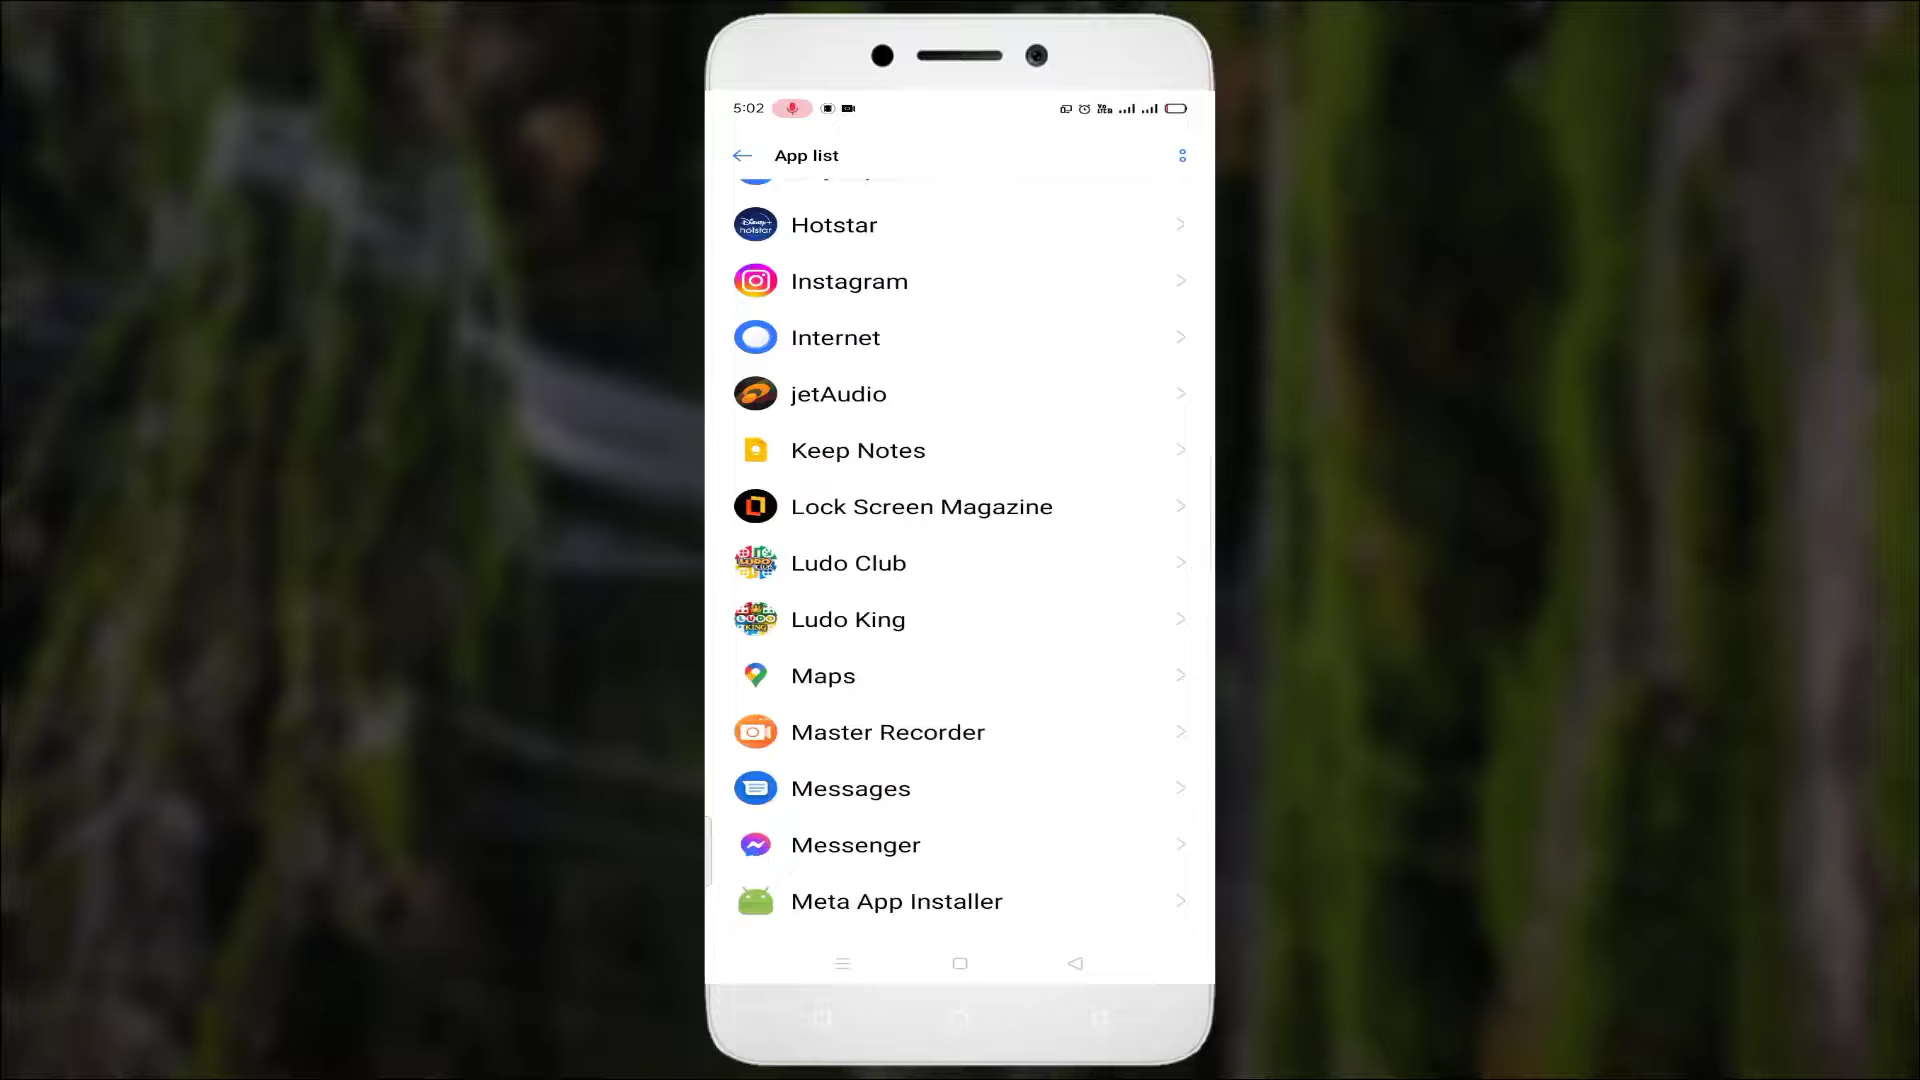 5:02
App list
Hotstar
Instagram
Internet
jetAudio
Keep Notes
Lock Screen Magazine
Ludo Club
Ludo King
Maps
Master Recorder
Messages
Messenger
Meta App Installer